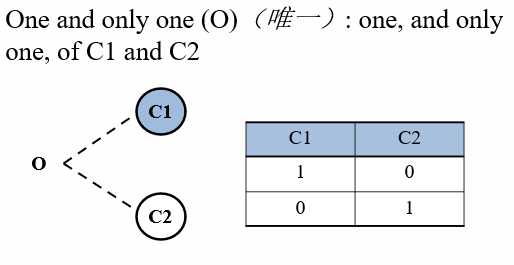 One and only one (O)（唯一）: one, and only
one, of C1 and C2
C1
O
C2
C1 C2
1 0
0 1